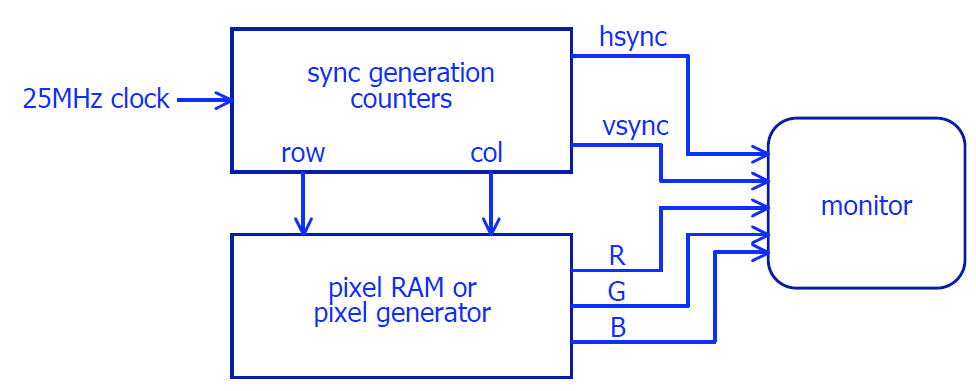 hsync
sync generation
counters
25MHz clock
vsync
row
col
monitor
R
pixel RAM or
G
pixel generator
B